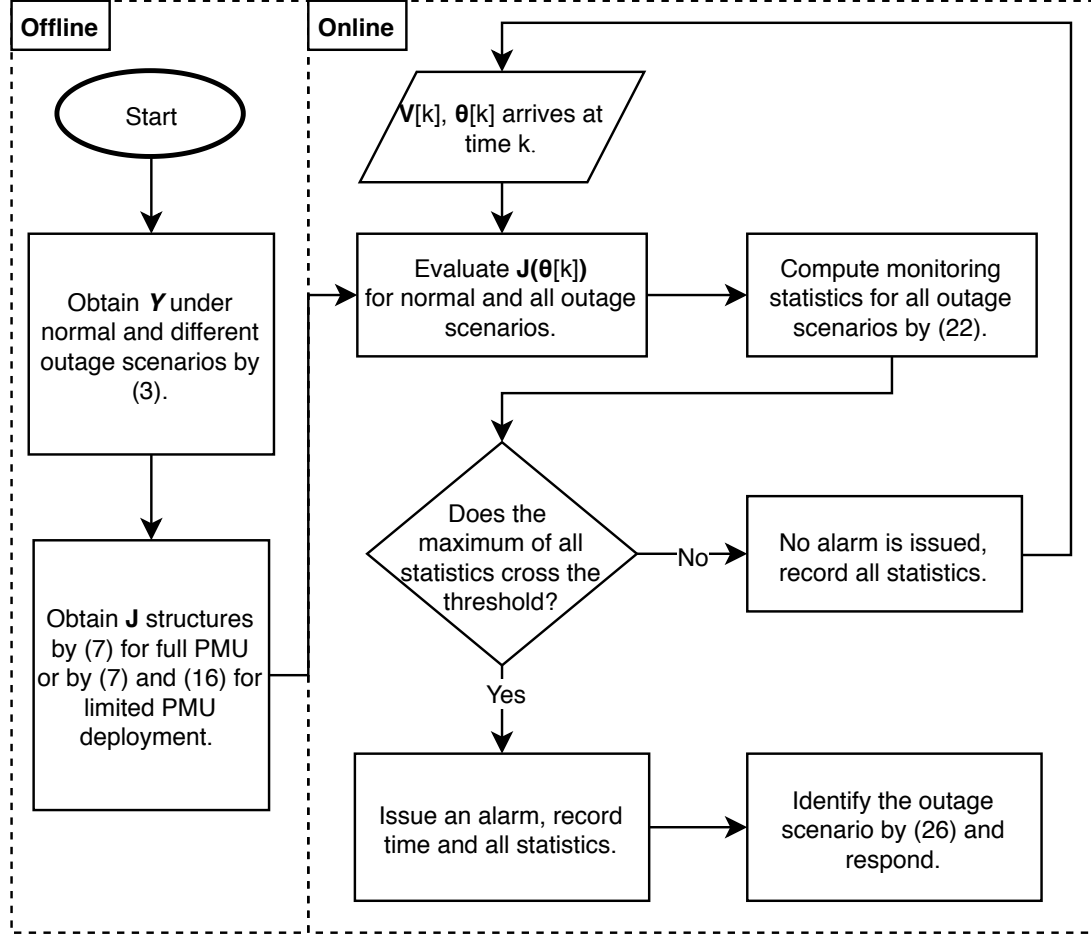 Offline
Start
Obtain Y under
normal and different
outage scenarios by
(3).
Obtain J structures
by (7) for full PMU
or by (7) and (16) for
limited PMU
deployment.
Online
V[k], θ[k] arrives at
time k.
Evaluate J(θ[k])
for normal and all outage
scenarios.
Compute monitoring
statistics for all outage
scenarios by (22).
Does the
maximum of all
statistics cross the
threshold?
No
No alarm is issued,
record all statistics.
Yes
Issue an alarm, record
time and all statistics.
Identify the outage
scenario by (26) and
respond.